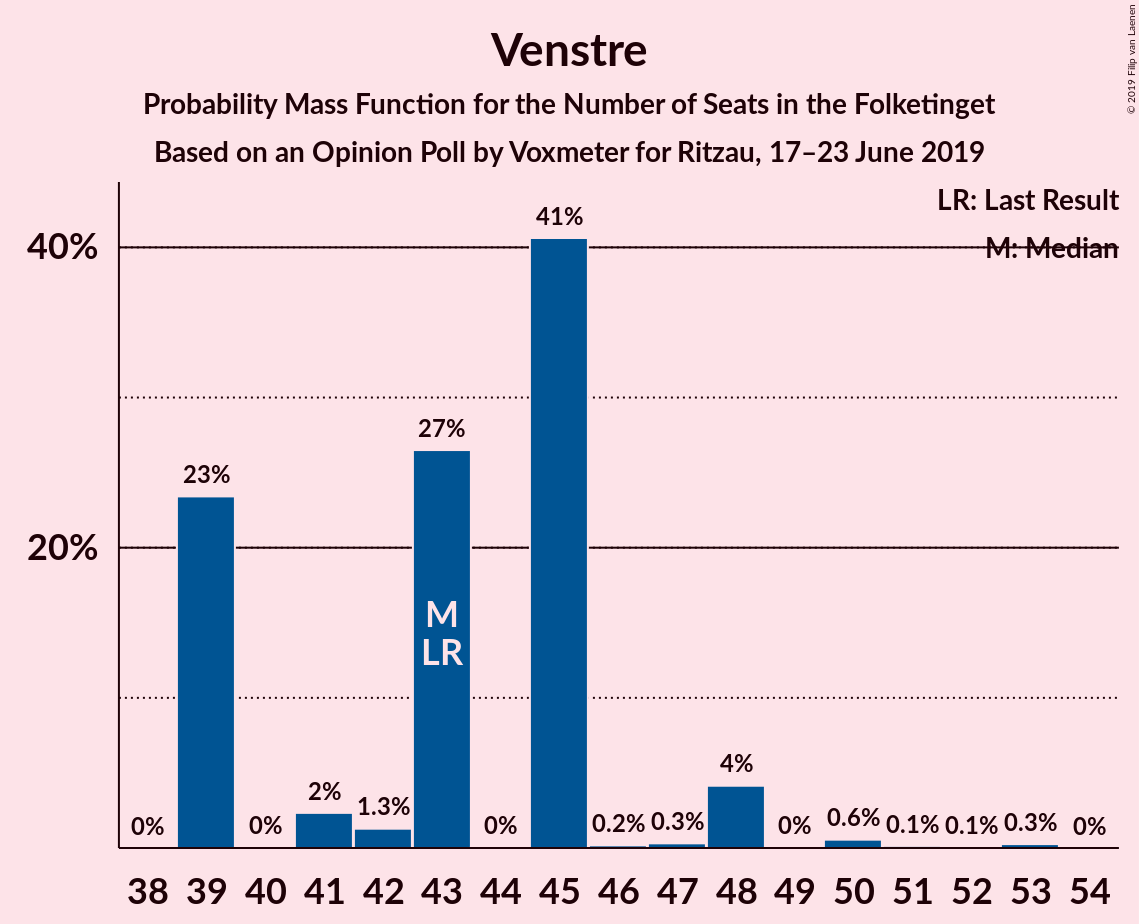 Venstre
Probability Mass Function for the Number of Seats in the Folketinget
Based on an Opinion Poll by Voxmeter for Ritzau, 17–23 June 2019
© 2019 Filip van Laenen
LR: Last Result
M: Median
40%
20%
0%
23%
0%
2%
1.3%
27%
0%
41%
0.2%
0.3%
4%
0%
0.6%
0.1%
0.1%
0.3%
0%
M
LR
38 39 40 41 42 43 44 45 46 47 48 49 50 51 52 53 54